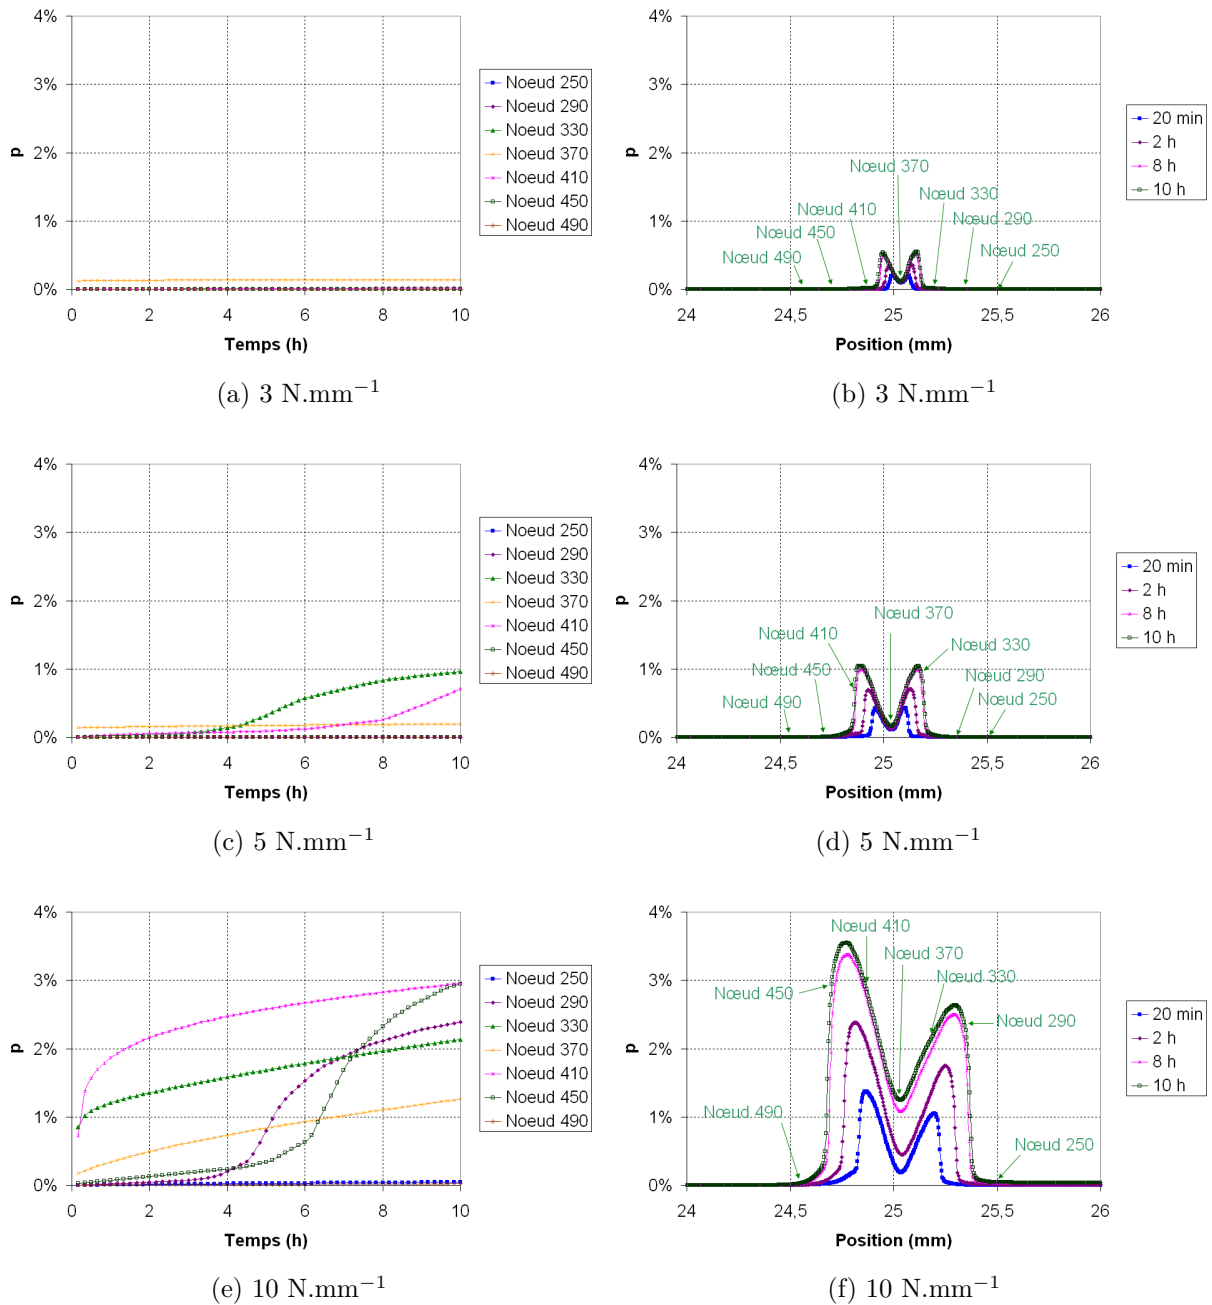 4%
3%
2%
1%
0%
p
0 2 4 6 8 10
Temps (h)
Noeud 250
Noeud 290
Noeud 330
Noeud 370
Noeud 410
Noeud 450
Noeud 490
(a) 3 N.mm−1
4%
3%
2%
1%
0%
p
Nœud 370
Nœud 410
Nœud 330
Nœud 450
Nœud 290
Nœud 490
Nœud 250
24 24,5 25 25,5 26
Position (mm)
20 min
2 h
8 h
10 h
(b) 3 N.mm−1
4%
3%
2%
1%
0%
p
0 2 4 6 8 10
Temps (h)
Noeud 250
Noeud 290
Noeud 330
Noeud 370
Noeud 410
Noeud 450
Noeud 490
(c) 5 N.mm−1
4%
3%
2%
1%
0%
p
Nœud 370
Nœud 410
Nœud 330
Nœud 450
Nœud 290
Nœud 490
Nœud 250
24 24,5 25 25,5 26
Position (mm)
20 min
2 h
8 h
10 h
(d) 5 N.mm−1
4%
3%
2%
1%
0%
p
0 2 4 6 8 10
Temps (h)
Noeud 250
Noeud 290
Noeud 330
Noeud 370
Noeud 410
Noeud 450
Noeud 490
(e) 10 N.mm−1
4%
3%
2%
1%
0%
p
Nœud 410
Nœud 370
Nœud 330
Nœud 450
Nœud 290
Nœud 490
Nœud 250
24 24,5 25 25,5 26
Position (mm)
20 min
2 h
8 h
10 h
(f) 10 N.mm−1